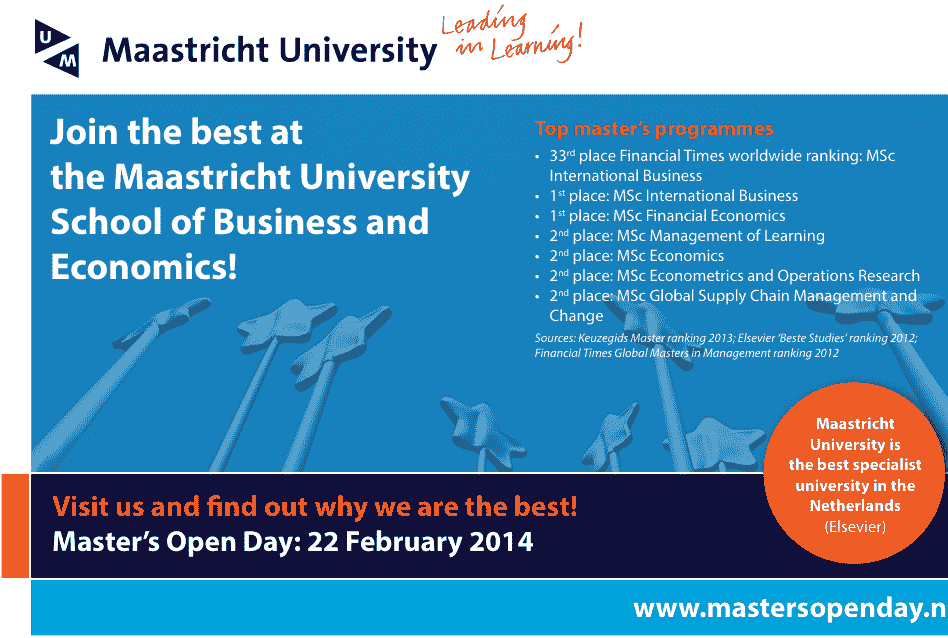 U
M
Maastricht University
Leading
in Learning!
Join the best at
the Maastricht University
School of Business and
Economics!
Top master's programmes
• 33rd place Financial Times worldwide ranking: MSc
International Business
• 1st place: MSc International Business
• 1st place: MSc Financial Economics
• 2nd place: MSc Management of Learning
• 2nd place: MSc Economics
• 2nd place: MSc Econometrics and Operations Research
• 2nd place: MSc Global Supply Chain Management and
Change
Sources: Keuzegids Master ranking 2013; Elsevier 'Beste Studies' ranking 2012;
Financial Times Global Masters in Management ranking 2012
Maastricht
University is
the best specialist
university in the
Netherlands
(Elsevier)
Visit us and find out why we are the best!
Master's Open Day: 22 February 2014
www.mastersopenday.n